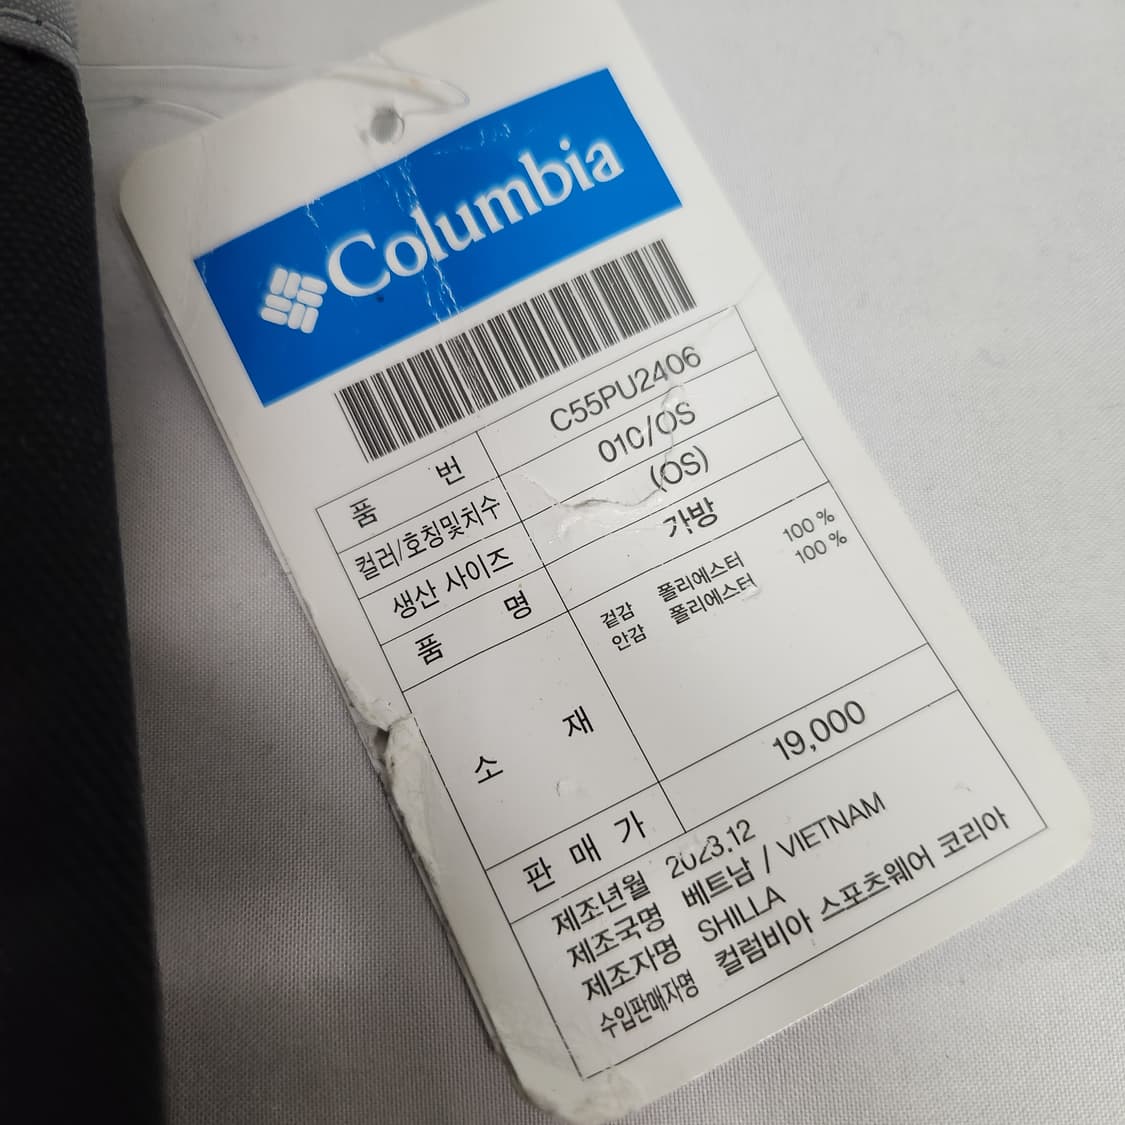 Columbia
품 번 C55PU2406
컬러/호칭및치수 010/OS
생산 사이즈 (OS)
품 명 가방
소 재 겉감 폴리에스터 100 %
안감 폴리에스터 100 %
판 매 가 19,000
제조년월 2023.12
제조국명 베트남 / VIETNAM
제조자명 SHILLA
수입판매자명 컬럼비아 스포츠웨어 코리아